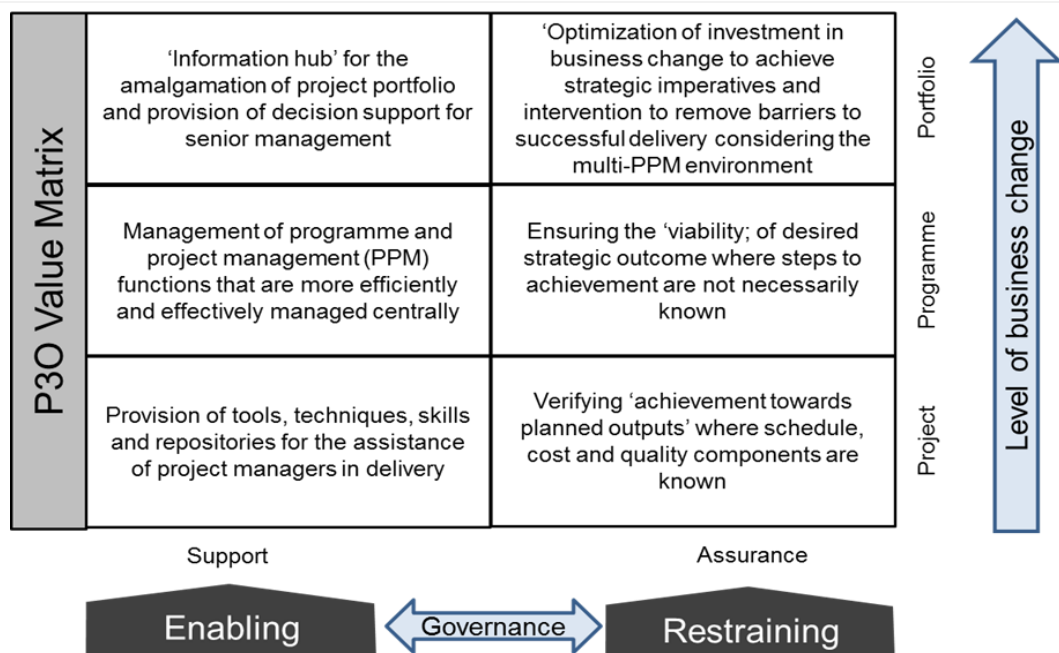 P3O Value Matrix
‘Information hub’ for the
amalgamation of project portfolio
and provision of decision support for
senior management
‘Optimization of investment in
business change to achieve
strategic imperatives and
intervention to remove barriers to
successful delivery considering the
multi-PPM environment
Portfolio
Management of programme and
project management (PPM)
functions that are more efficiently
and effectively managed centrally
Ensuring the ‘viability; of desired
strategic outcome where steps to
achievement are not necessarily
known
Programme
Provision of tools, techniques, skills
and repositories for the assistance
of project managers in delivery
Verifying ‘achievement towards
planned outputs’ where schedule,
cost and quality components are
known
Project
Level of business change
Support
Assurance
Enabling
Governance
Restraining